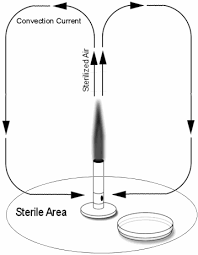 Convection Current
Sterilized Air
Sterile Area